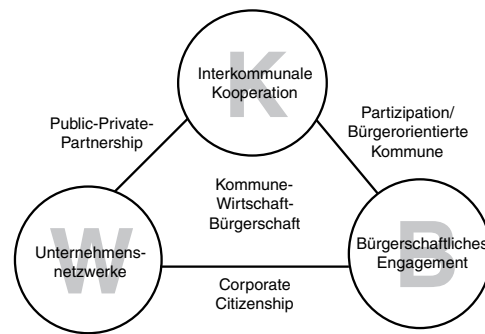 K
Interkommunale
Kooperation
Public-Private-
Partnership
Partizipation/
Bürgerorientierte
Kommune
Kommune-
Wirtschaft-
Bürgerschaft
W
Unternehmens-
netzwerke
B
Bürgerschaftliches
Engagement
Corporate
Citizenship